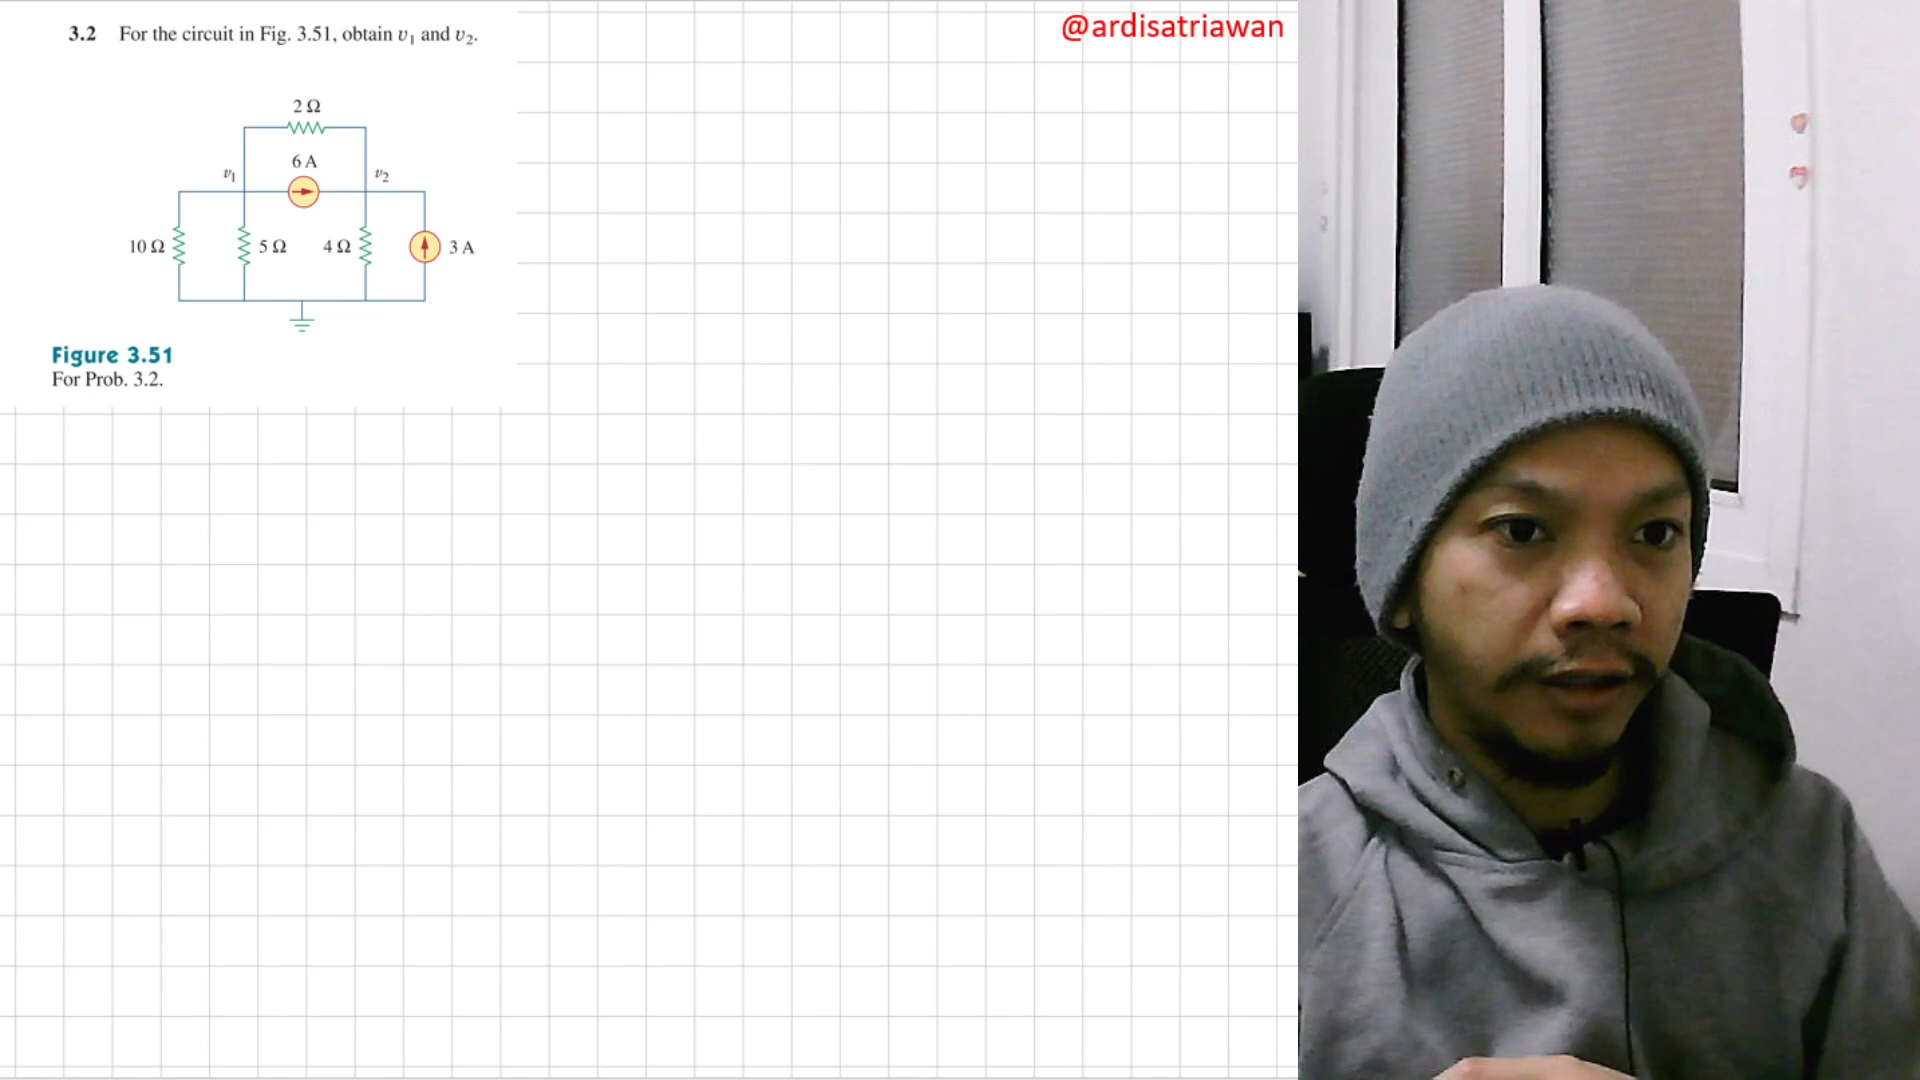 @ardisatriawan
3.2 For the circuit in Fig. 3.51, obtain v₁ and v₂.
2 Ω
6 A
v₁
v₂
10 Ω
5 Ω
4 Ω
3 A
Figure 3.51
For Prob. 3.2.